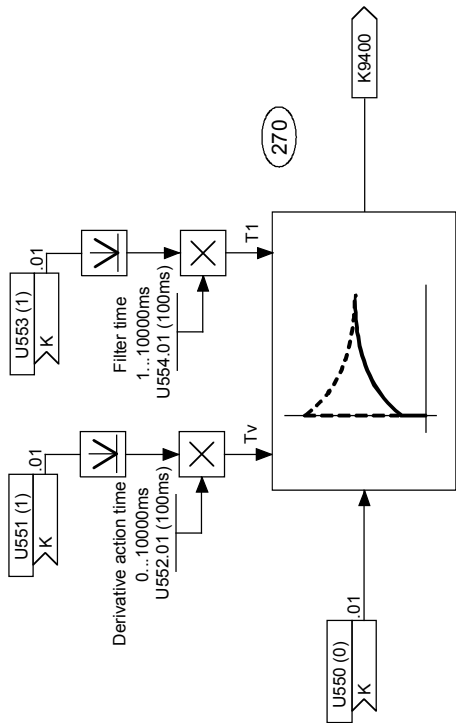 U551 (1)
K
.01
Derivative action time
0...10000ms
U552.01 (100ms)
Tv
U553 (1)
K
.01
Filter time
1...10000ms
U554.01 (100ms)
T1
270
U550 (0)
K
.01
K9400